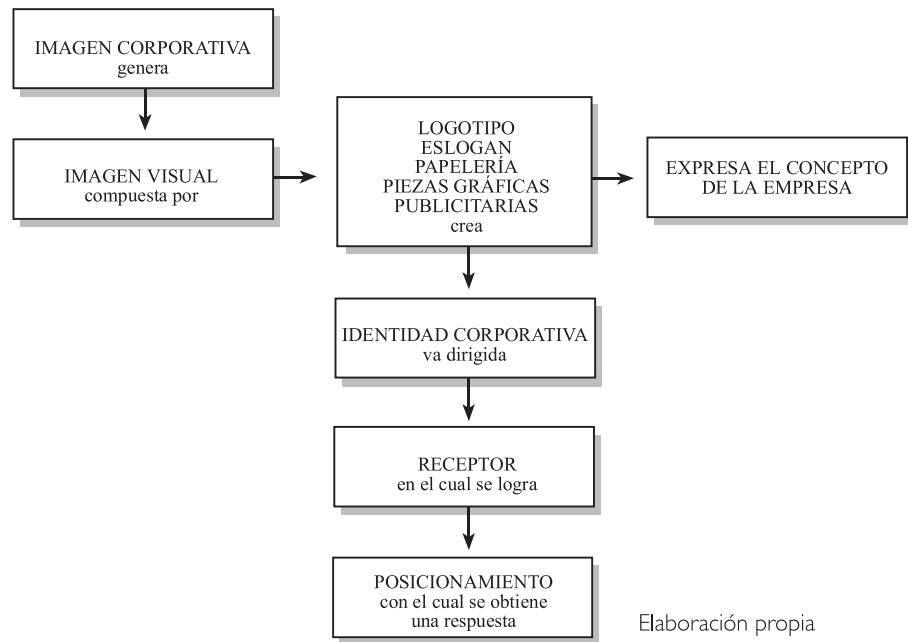 IMAGEN CORPORATIVA
genera
IMAGEN VISUAL
compuesta por
LOGOTIPO
ESLOGAN
PAPELERÍA
PIEZAS GRÁFICAS
PUBLICITARIAS
crea
EXPRESA EL CONCEPTO
DE LA EMPRESA
IDENTIDAD CORPORATIVA
va dirigida
RECEPTOR
en el cual se logra
POSICIONAMIENTO
con el cual se obtiene
una respuesta
Elaboración propia